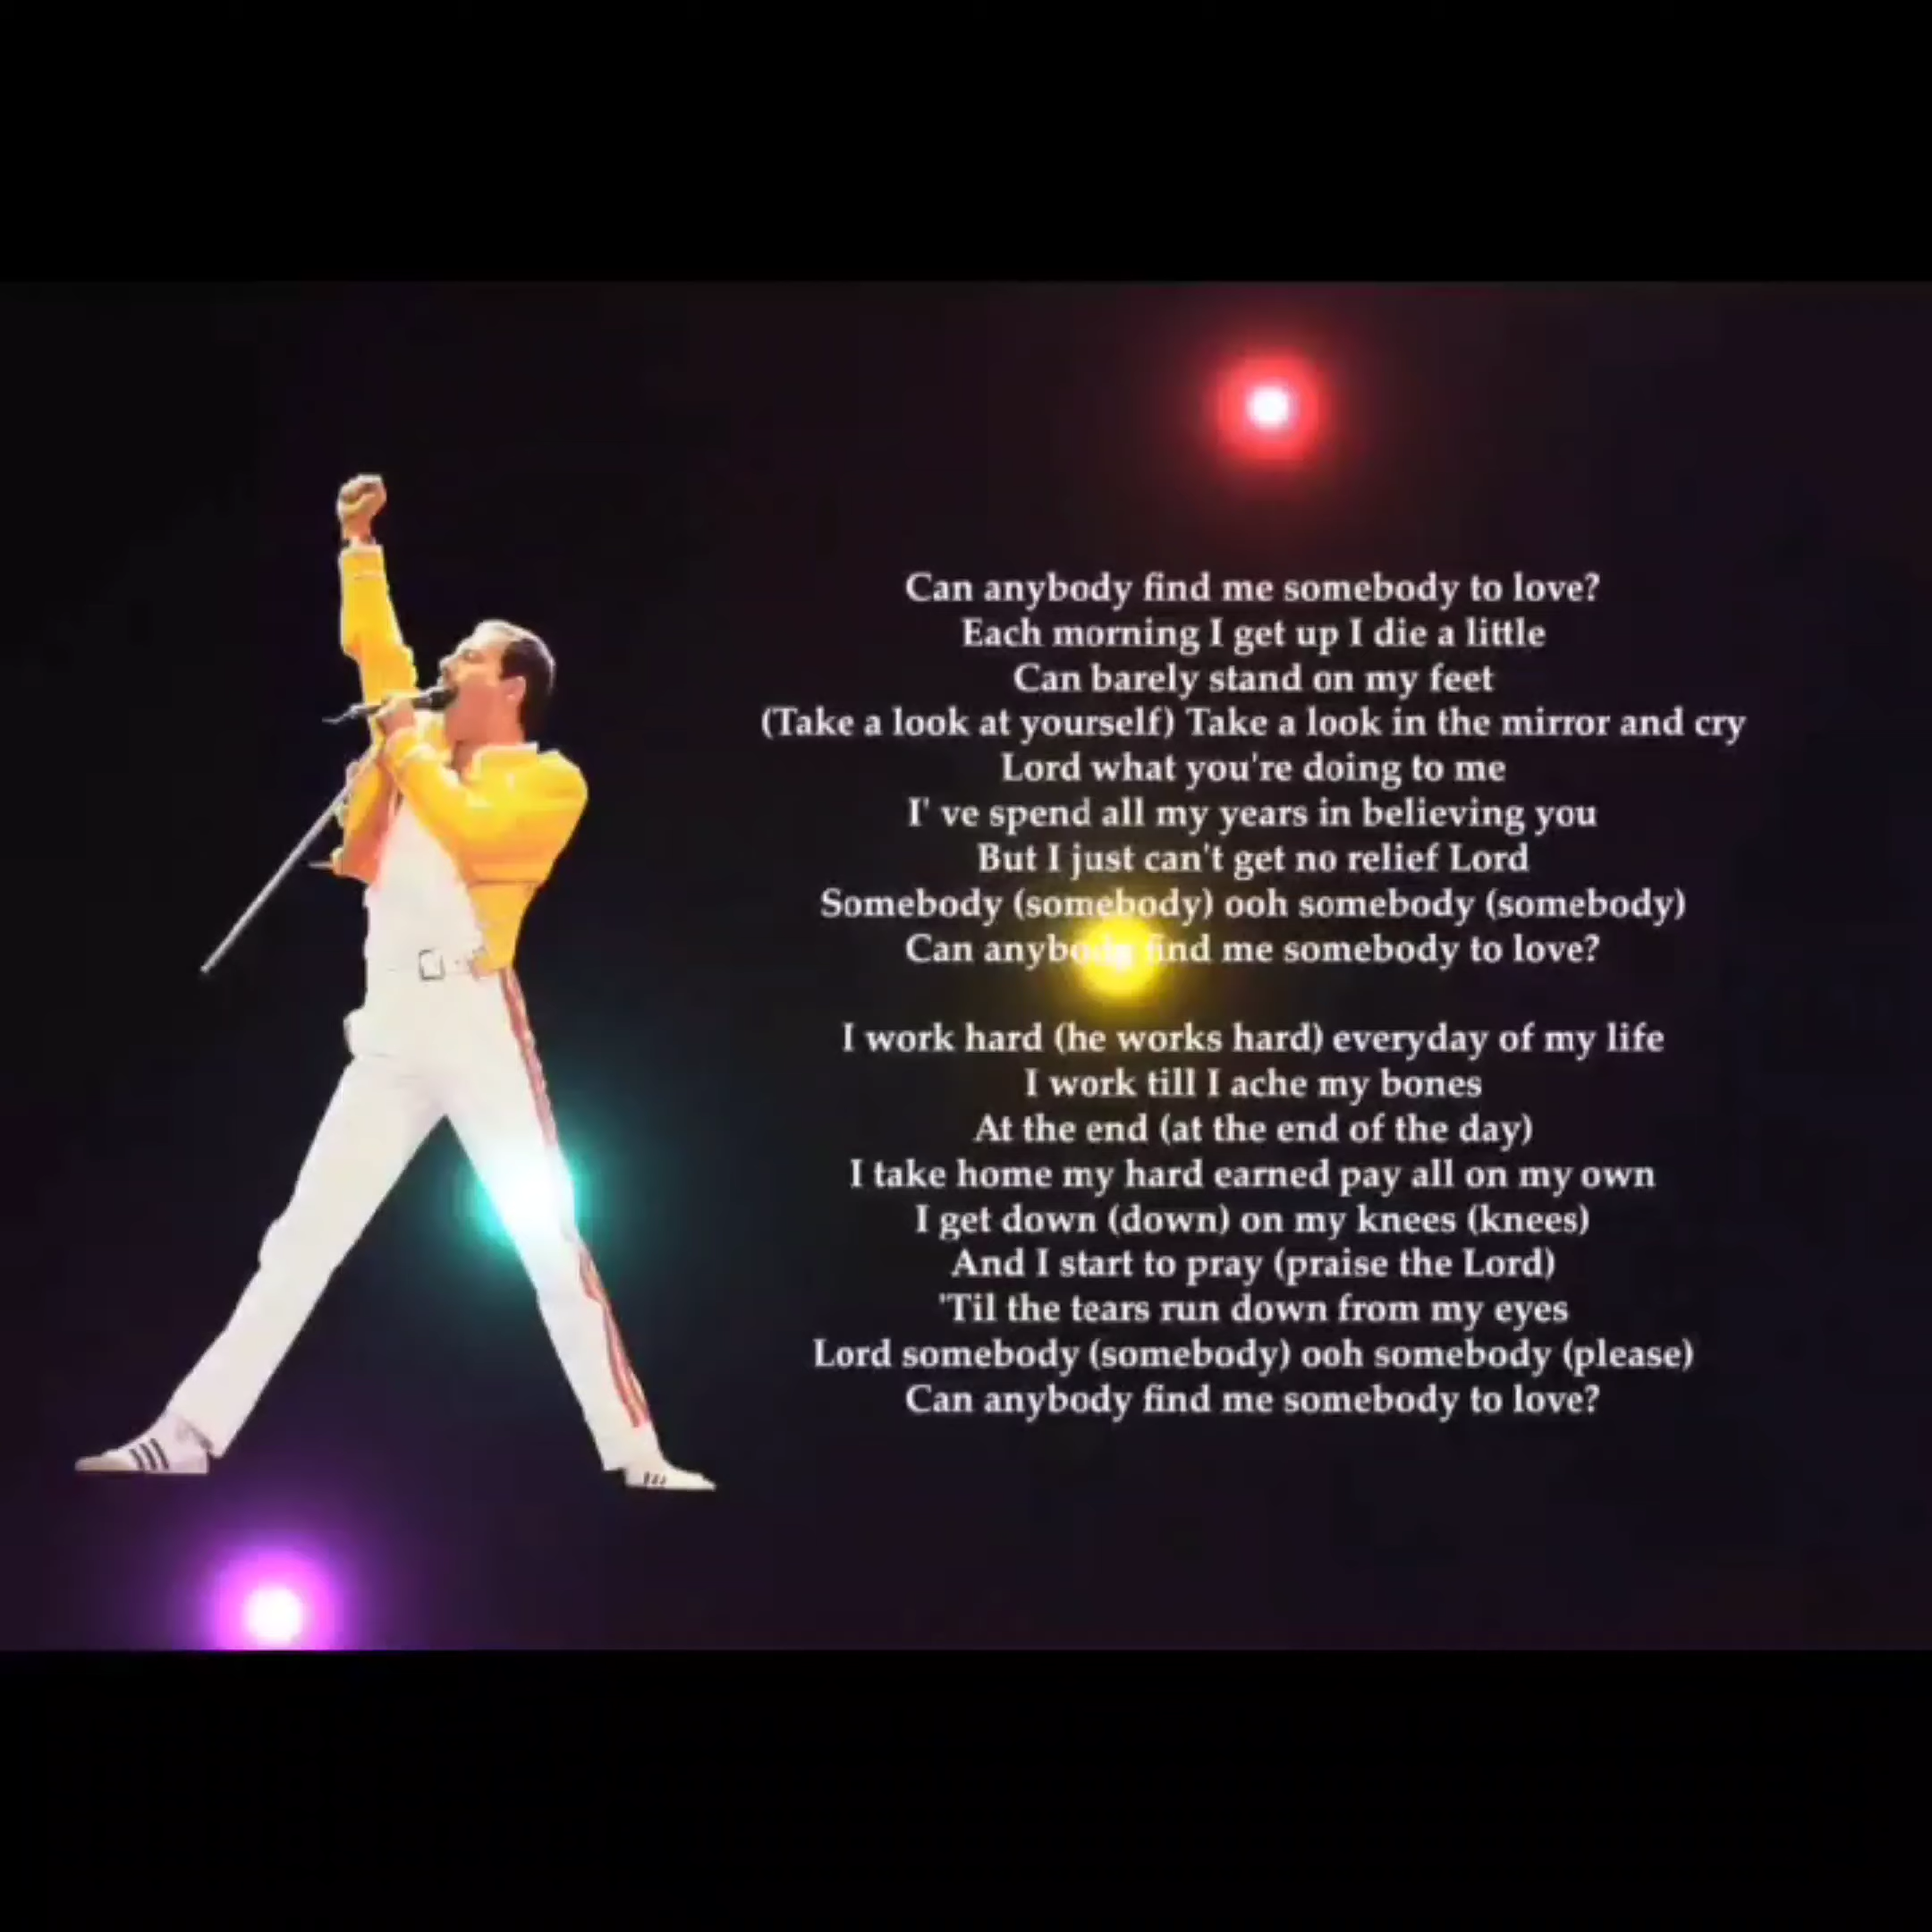 Can anybody find me somebody to love?
Each morning I get up I die a little
Can barely stand on my feet
(Take a look at yourself) Take a look in the mirror and cry
Lord what you're doing to me
I' ve spend all my years in believing you
But I just can't get no relief Lord
Somebody (somebody) ooh somebody (somebody)
Can anybody find me somebody to love?
I work hard (he works hard) everyday of my life
I work till I ache my bones
At the end (at the end of the day)
I take home my hard earned pay all on my own
I get down (down) on my knees (knees)
And I start to pray (praise the Lord)
'Til the tears run down from my eyes
Lord somebody (somebody) ooh somebody (please)
Can anybody find me somebody to love?